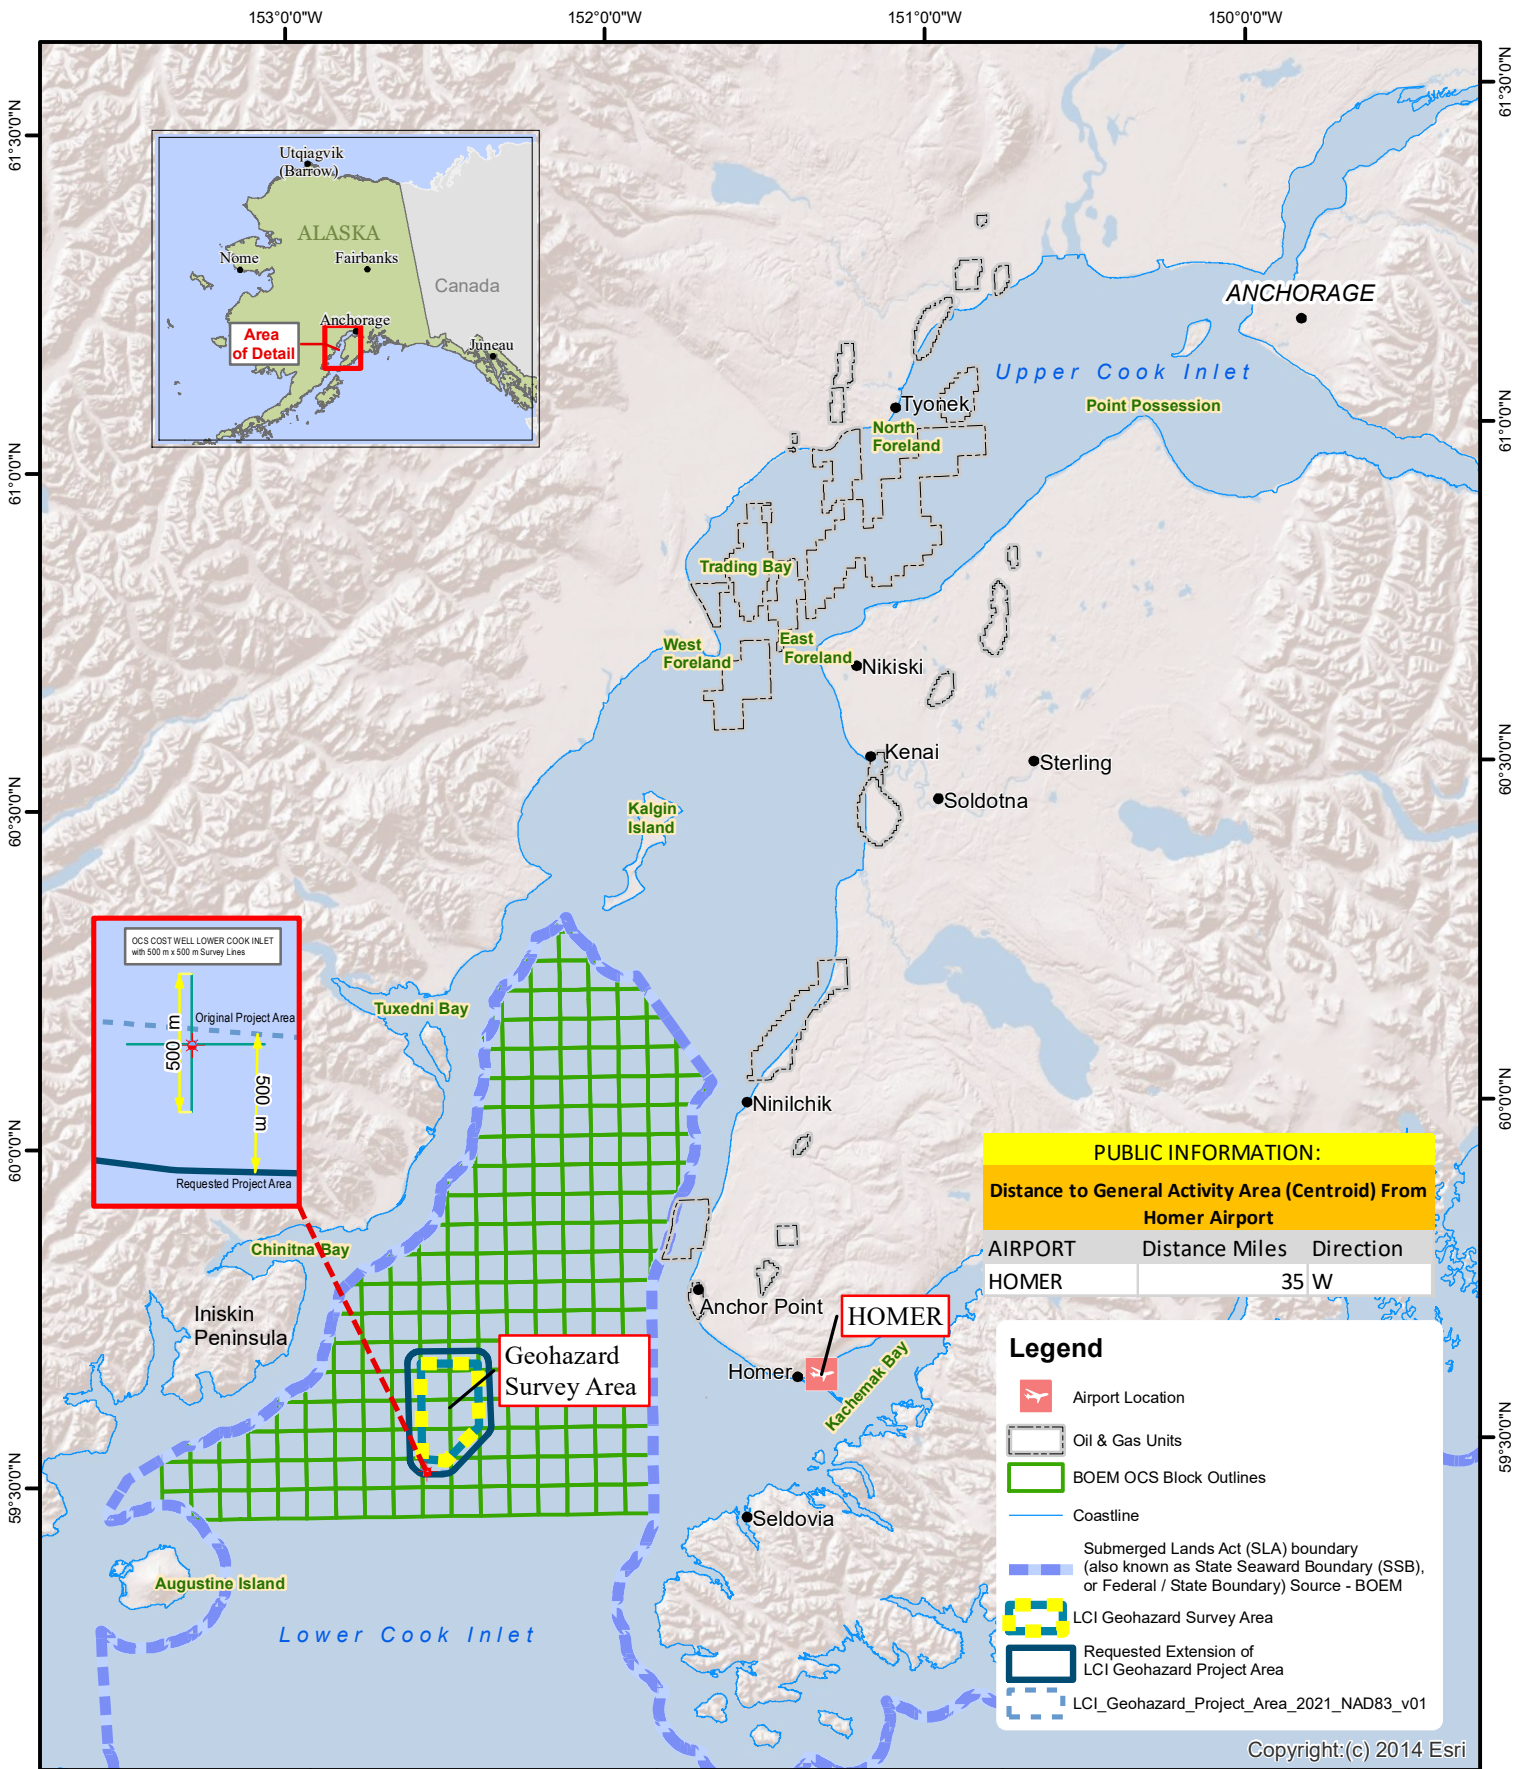 153°0'0"W
152°0'0"W
151°0'0"W
150°0'0"W
61°30'0"N
61°30'0"N
Utqiagvik
(Barrow)
ALASKA
Nome
Fairbanks
Canada
Anchorage
Area
of Detail
Juneau
ANCHORAGE
Upper Cook Inlet
Point Possession
Tyonek
North
Foreland
61°0'0"N
61°0'0"N
Trading Bay
West
Foreland
East
Foreland
Nikiski
Kenai
Sterling
Soldotna
60°30'0"N
60°30'0"N
Kalgin
Island
OCS COST WELL LOWER COOK INLET
with 500 m x 500 m Survey Lines
Original Project Area
500 m
500 m
Requested Project Area
Tuxedni Bay
Ninilchik
60°0'0"N
60°0'0"N
PUBLIC INFORMATION:
Distance to General Activity Area (Centroid) From
Homer Airport
AIRPORT Distance Miles Direction
HOMER 35 W
Chinitna Bay
Iniskin
Peninsula
Anchor Point
HOMER
Geohazard
Survey Area
Homer
Kachemak Bay
59°30'0"N
59°30'0"N
Seldovia
Augustine Island
Lower Cook Inlet
Legend
Airport Location
Oil & Gas Units
BOEM OCS Block Outlines
Coastline
Submerged Lands Act (SLA) boundary
(also known as State Seaward Boundary (SSB),
or Federal / State Boundary) Source - BOEM
LCI Geohazard Survey Area
Requested Extension of
LCI Geohazard Project Area
LCI_Geohazard_Project_Area_2021_NAD83_v01
Copyright:(c) 2014 Esri